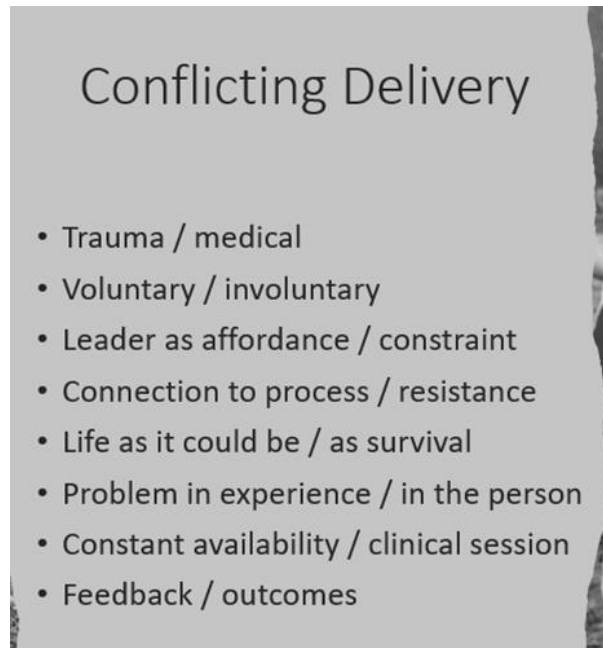 Conflicting Delivery
• Trauma / medical
• Voluntary / involuntary
• Leader as affordance / constraint
• Connection to process / resistance
• Life as it could be / as survival
• Problem in experience / in the person
• Constant availability / clinical session
• Feedback / outcomes